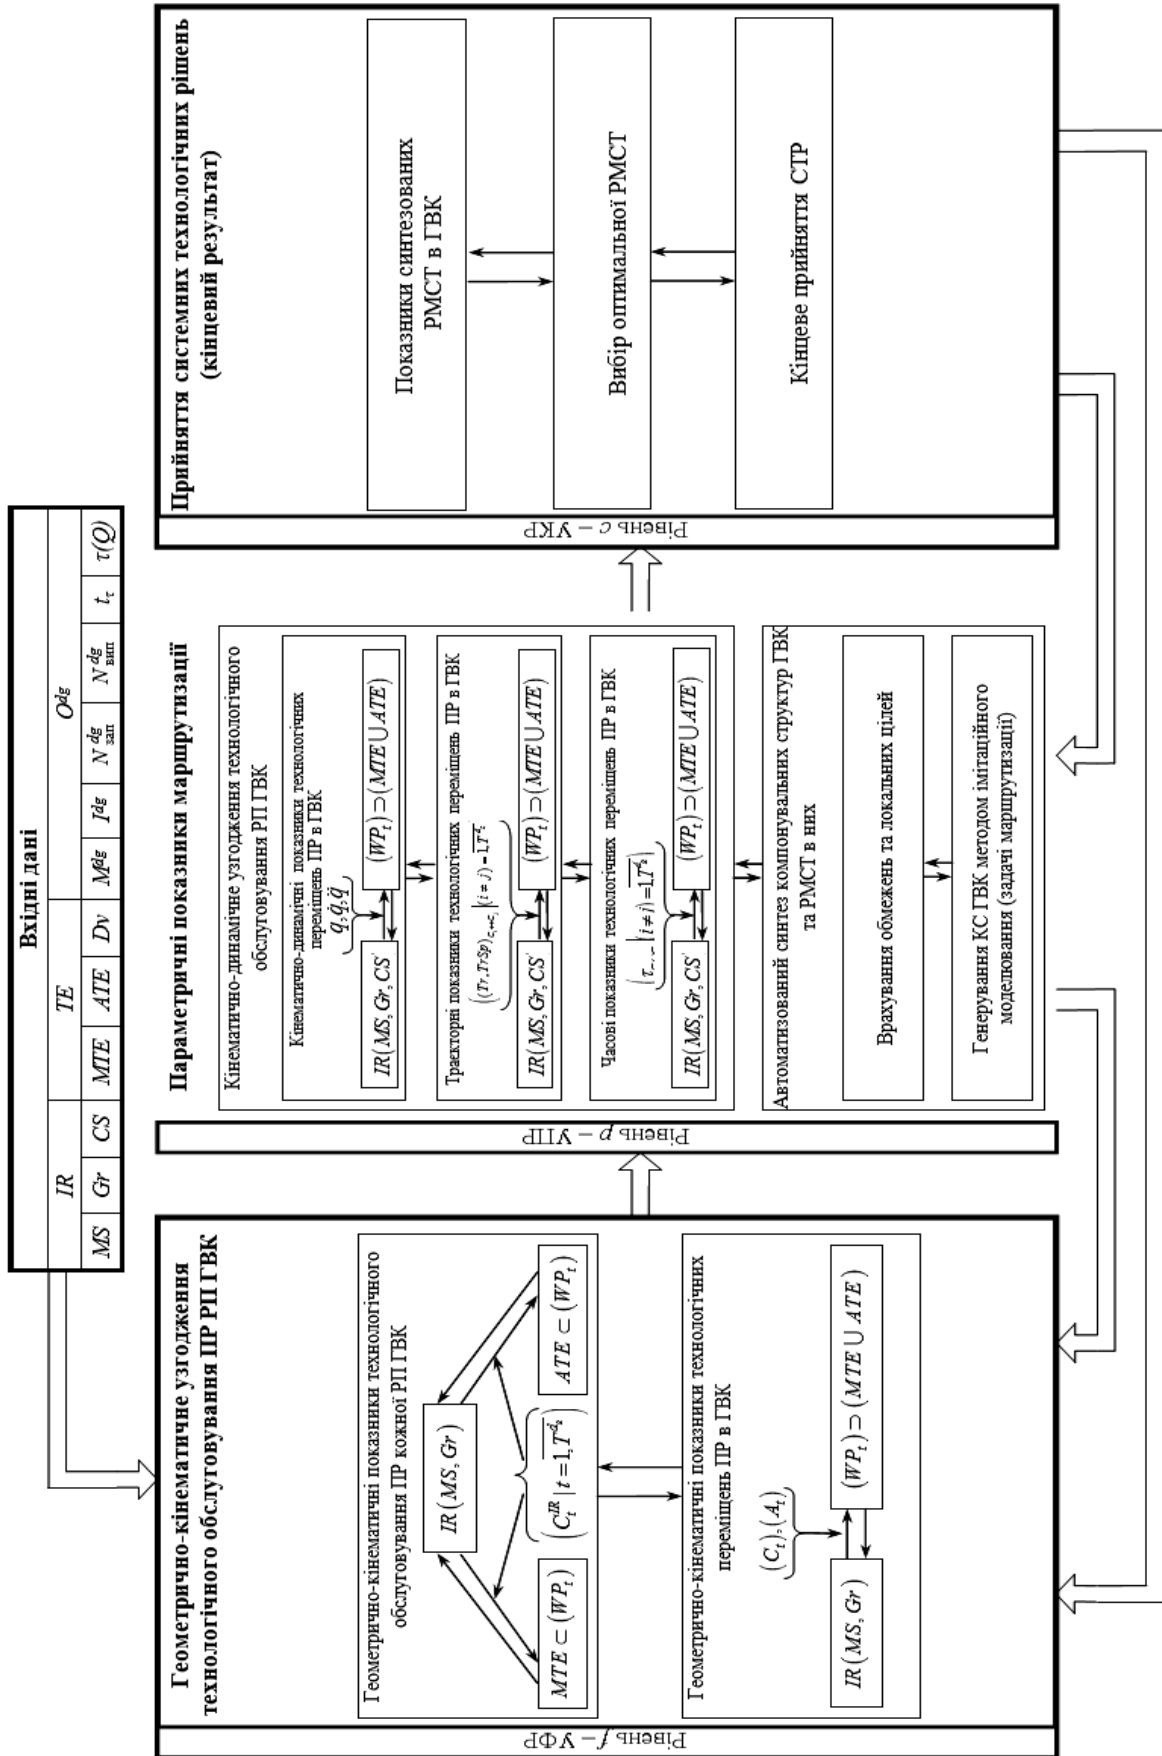 Вхідні дані
IR TE O^{dg}
MS Gr CS MTE ATE Dv M^{dg} I^{dg} N^{dg}_{зап} N^{dg}_{вип} t_τ τ(Q)
Рівень f – УФР
Геометрично-кінематичне узгодження
технологічного обслуговування ПР РП ГВК
Геометрично-кінематичні показники технологічного
обслуговування ПР кожної РП ГВК
IR(MS,Gr)
MTE ⊂ (WP_t)
ATE ⊂ (WP_t)
Геометрично-кінематичні показники технологічних
переміщень ПР в ГВК
(C_t),(A_t)
IR(MS,Gr)
(WP_t) ⊃ (MTE ∪ ATE)
Рівень p – УПР
Параметричні показники маршрутизації
Кінематично-динамічне узгодження технологічного
обслуговування РП ГВК
Кінематично-динамічні показники технологічних
переміщень ПР в ГВК
q,q̇,q̈
IR(MS,Gr,CS
(WP_t) ⊃ (MTE ∪ ATE)
Траєкторні показники технологічних переміщень ПР в ГВК
IR(MS,Gr,CS
(WP_t) ⊃ (MTE ∪ ATE)
Часові показники технологічних переміщень ПР в ГВК
IR(MS,Gr,CS
(WP_t) ⊃ (MTE ∪ ATE)
Автоматизований синтез компонувальних структур ГВК
та РМСТ в них
Врахування обмежень та локальних цілей
Генерування КС ГВК методом імітаційного
моделювання (задачі маршрутизації)
Рівень c – УКР
Прийняття системних технологічних рішень
(кінцевий результат)
Показники синтезованих
РМСТ в ГВК
Вибір оптимальної РМСТ
Кінцеве прийняття СТР